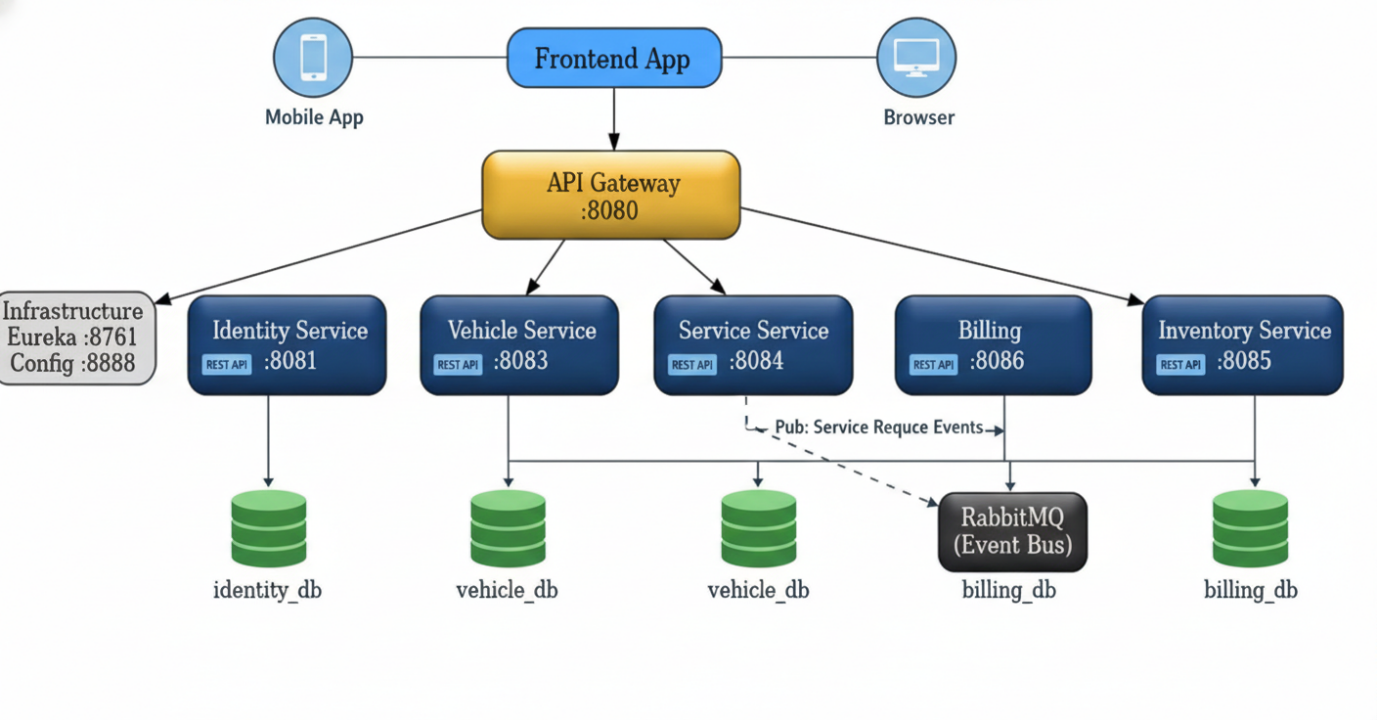 Frontend App
Mobile App
Browser
API Gateway
:8080
Infrastructure
Eureka :8761
Config :8888
Identity Service
REST API :8081
Vehicle Service
REST API :8083
Service Service
REST API :8084
Billing
REST API :8086
Inventory Service
REST API :8085
Pub: Service Requce Events
RabbitMQ
(Event Bus)
identity_db
vehicle_db
vehicle_db
billing_db
billing_db